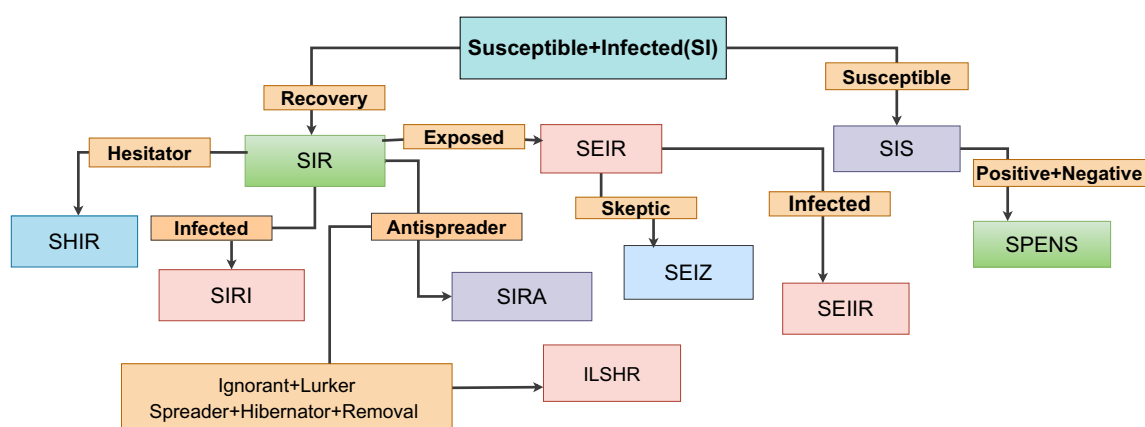 Susceptible+Infected(SI)
Susceptible
Recovery
Exposed
Hesitator
SIR
SEIR
SIS
Positive+Negative
Skeptic
Infected
Infected
Antispreader
SHIR
SPENS
SEIZ
SIRI
SIRA
SEIIR
ILSHR
Ignorant+Lurker
Spreader+Hibernator+Removal